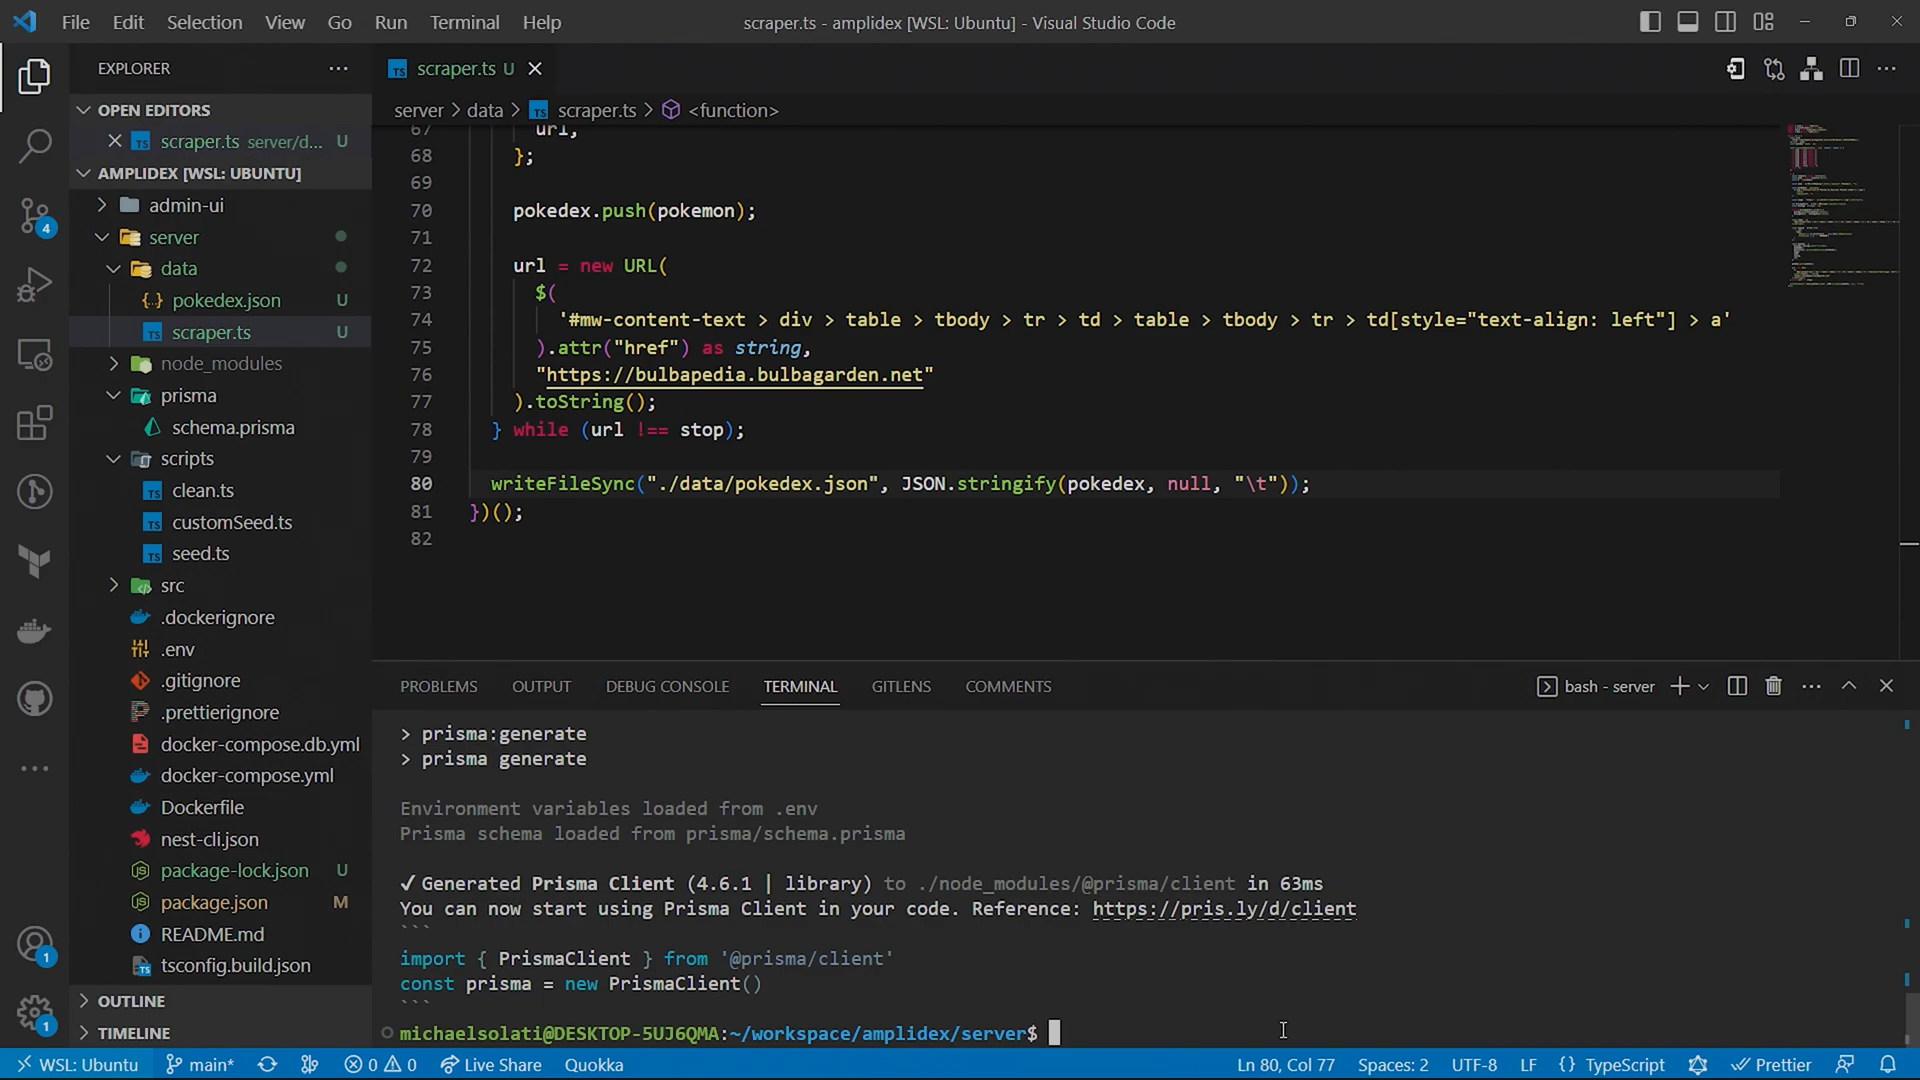 File Edit Selection View Go Run Terminal Help
scraper.ts - amplidex [WSL: Ubuntu] - Visual Studio Code
EXPLORER
OPEN EDITORS
scraper.ts server/d... U
AMPLIDEX [WSL: UBUNTU]
admin-ui
server
data
pokedex.json U
scraper.ts U
node_modules
prisma
schema.prisma
scripts
clean.ts
customSeed.ts
seed.ts
src
.dockerignore
.env
.gitignore
.prettierignore
docker-compose.db.yml
docker-compose.yml
Dockerfile
nest-cli.json
package-lock.json U
package.json M
README.md
tsconfig.build.json
OUTLINE
TIMELINE
4
1
1
scraper.ts U
server > data > scraper.ts > <function>
67 url,
68 };
69
70 pokedex.push(pokemon);
71
72 url = new URL(
73 $(
74 '#mw-content-text > div > table > tbody > tr > td > table > tbody > tr > td[style="text-align: left"] > a'
75 ).attr("href") as string,
76 "https://bulbapedia.bulbagarden.net"
77 ).toString();
78 } while (url !== stop);
79
80 writeFileSync("./data/pokedex.json", JSON.stringify(pokedex, null, "\t"));
81 })();
82
PROBLEMS OUTPUT DEBUG CONSOLE TERMINAL GITLENS COMMENTS
bash - server
> prisma:generate
> prisma generate
Environment variables loaded from .env
Prisma schema loaded from prisma/schema.prisma
✔ Generated Prisma Client (4.6.1 | library) to ./node_modules/@prisma/client in 63ms
You can now start using Prisma Client in your code. Reference: https://pris.ly/d/client
```
import { PrismaClient } from '@prisma/client'
const prisma = new PrismaClient()
```
michaelsolati@DESKTOP-5UJ6QMA:~/workspace/amplidex/server$
WSL: Ubuntu main* 0 0 Live Share Quokka
Ln 80, Col 77 Spaces: 2 UTF-8 LF {} TypeScript Prettier